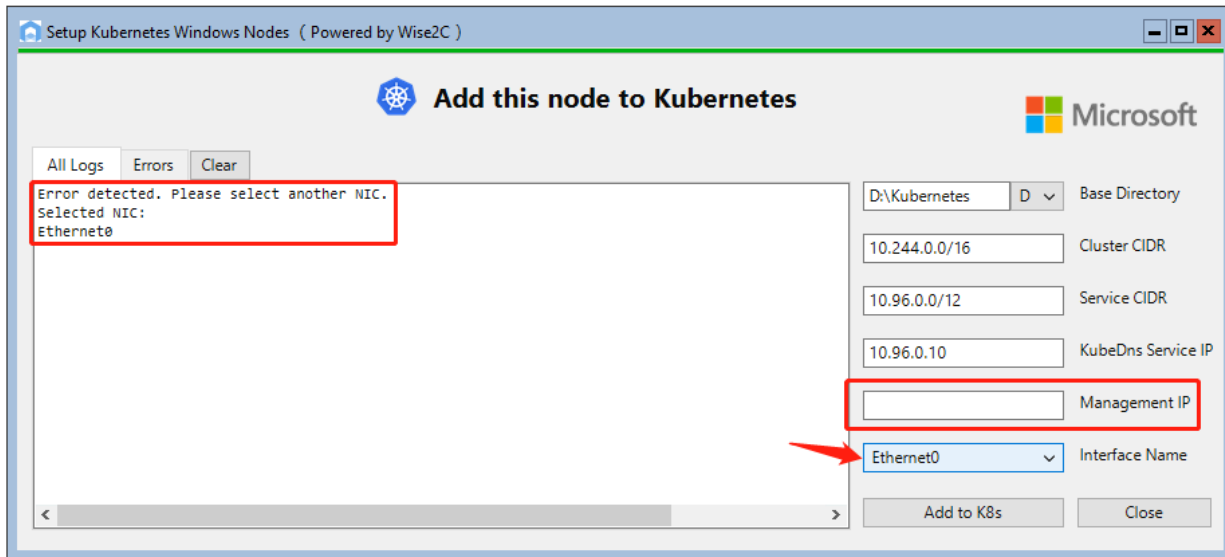 Setup Kubernetes Windows Nodes （Powered by Wise2C）
Add this node to Kubernetes
Microsoft
All Logs Errors Clear
Error detected. Please select another NIC.
Selected NIC:
Ethernet0
D:\Kubernetes D Base Directory
10.244.0.0/16 Cluster CIDR
10.96.0.0/12 Service CIDR
10.96.0.10 KubeDns Service IP
Management IP
Ethernet0 Interface Name
Add to K8s Close